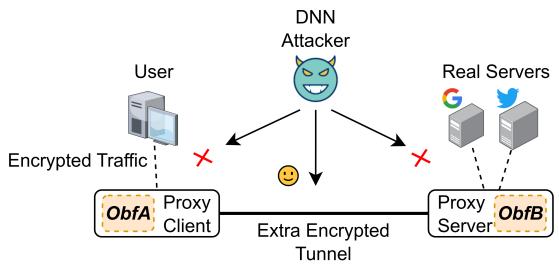 DNN
Attacker
User
Real Servers
G
Encrypted Traffic
ObfA
Proxy
Client
Proxy
Server
ObfB
Extra Encrypted
Tunnel